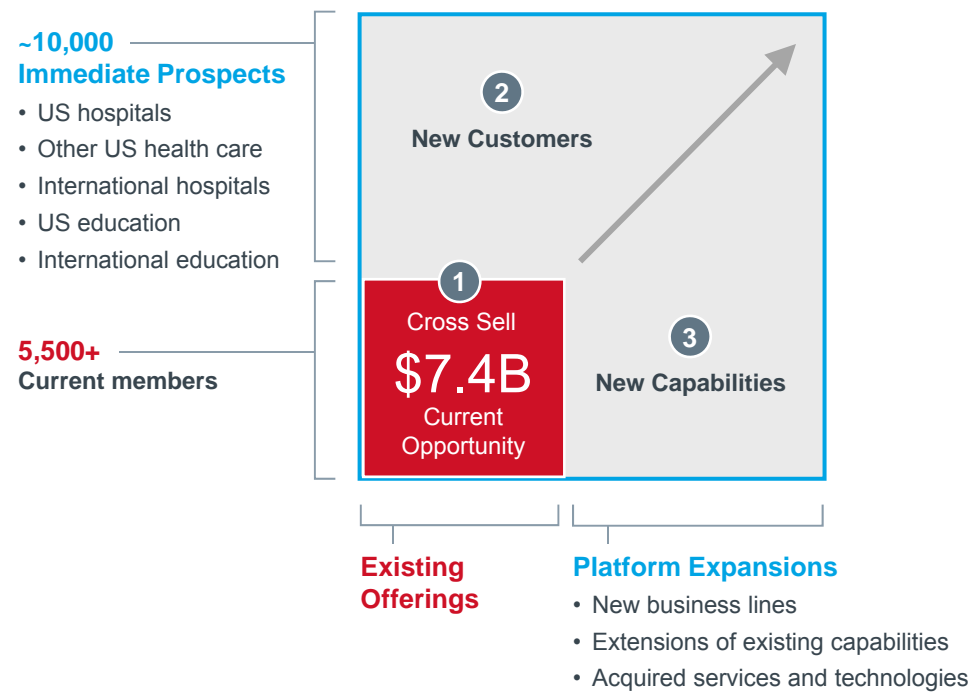 ~10,000
Immediate Prospects
• US hospitals
• Other US health care
• International hospitals
• US education
• International education
5,500+
Current members
2
New Customers
1
Cross Sell
$7.4B
Current
Opportunity
3
New Capabilities
Existing
Offerings
Platform Expansions
• New business lines
• Extensions of existing capabilities
• Acquired services and technologies